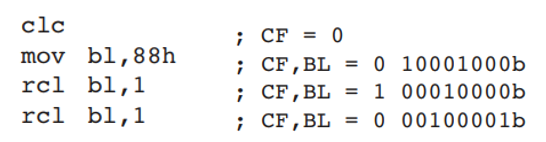 clc ; CF = 0
mov bl,88h ; CF,BL = 0 10001000b
rcl bl,1 ; CF,BL = 1 00010000b
rcl bl,1 ; CF,BL = 0 00100001b